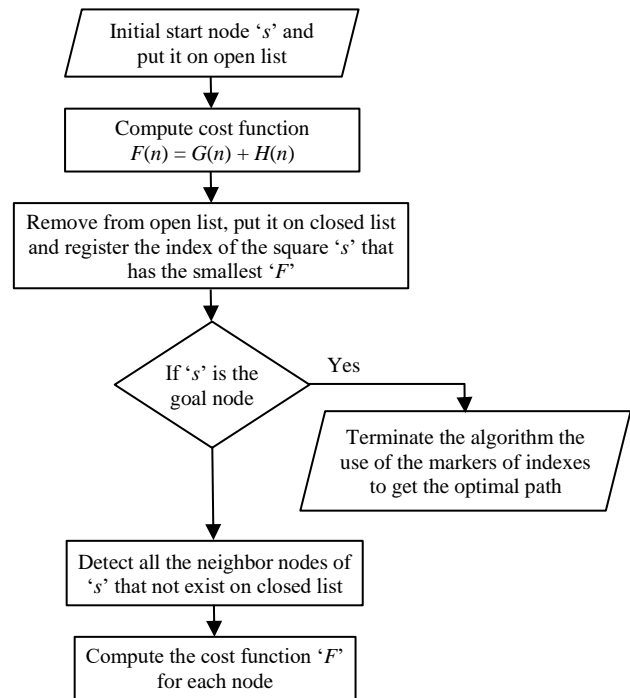 Initial start node ‘s’ and
put it on open list
Compute cost function
F(n) = G(n) + H(n)
Remove from open list, put it on closed list
and register the index of the square ‘s’ that
has the smallest ‘F’
If ‘s’ is the
goal node
Yes
Terminate the algorithm the
use of the markers of indexes
to get the optimal path
Detect all the neighbor nodes of
‘s’ that not exist on closed list
Compute the cost function ‘F’
for each node